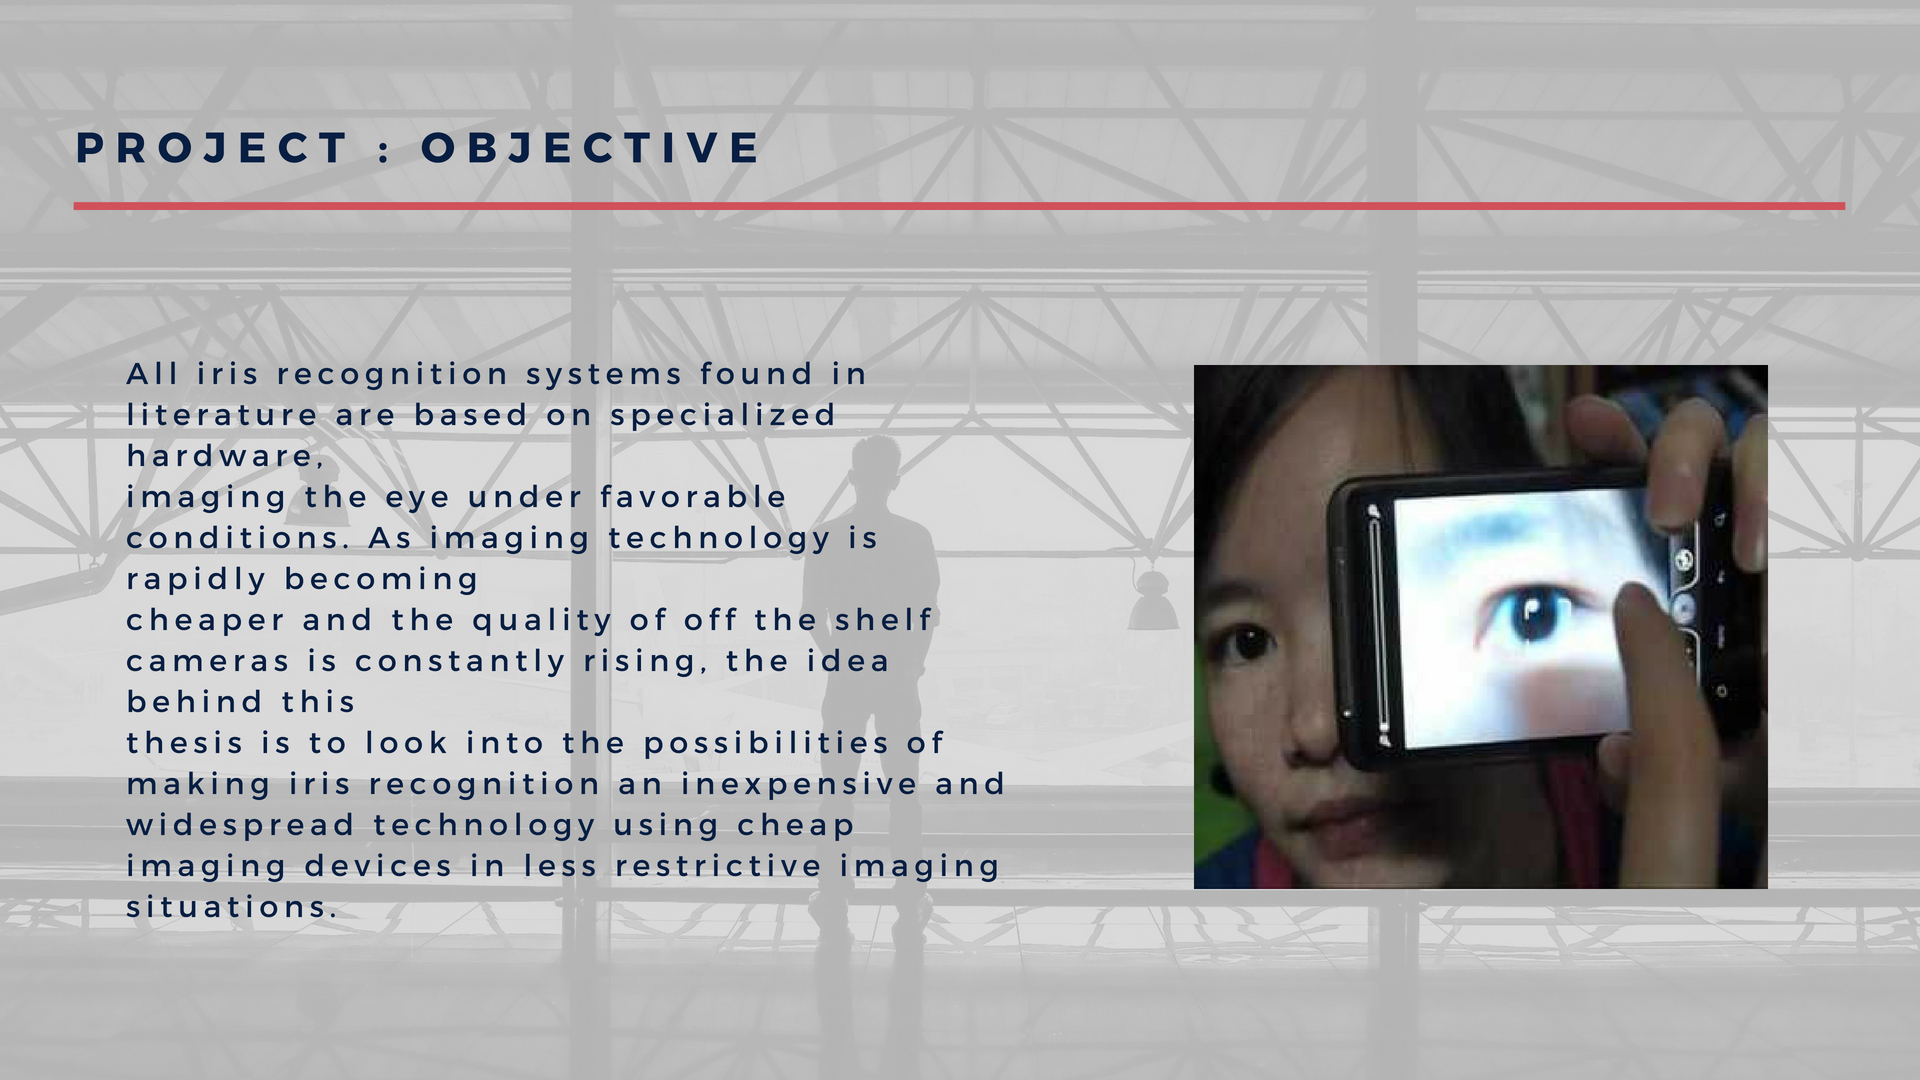 PROJECT : OBJECTIVE
All iris recognition systems found in
literature are based on specialized
hardware,
imaging the eye under favorable
conditions. As imaging technology is
rapidly becoming
cheaper and the quality of off the shelf
cameras is constantly rising, the idea
behind this
thesis is to look into the possibilities of
making iris recognition an inexpensive and
widespread technology using cheap
imaging devices in less restrictive imaging
situations.